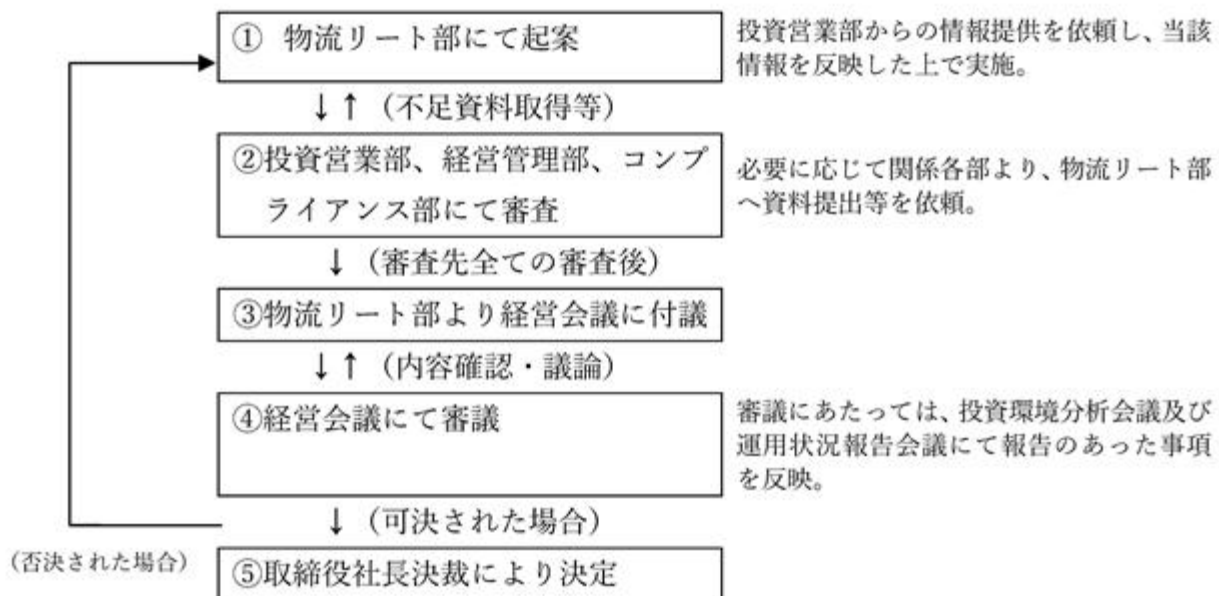 ① 物流リート部にて起案
投資営業部からの情報提供を依頼し、当該
情報を反映した上で実施。
↓↑（不足資料取得等）
②投資営業部、経営管理部、コンプ
ライアンス部にて審査
必要に応じて関係各部より、物流リート部
へ資料提出等を依頼。
↓（審査先全ての審査後）
③物流リート部より経営会議に付議
↓↑（内容確認・議論）
④経営会議にて審議
審議にあたっては、投資環境分析会議及び
運用状況報告会議にて報告のあった事項
を反映。
↓（可決された場合）
（否決された場合）
⑤取締役社長決裁により決定